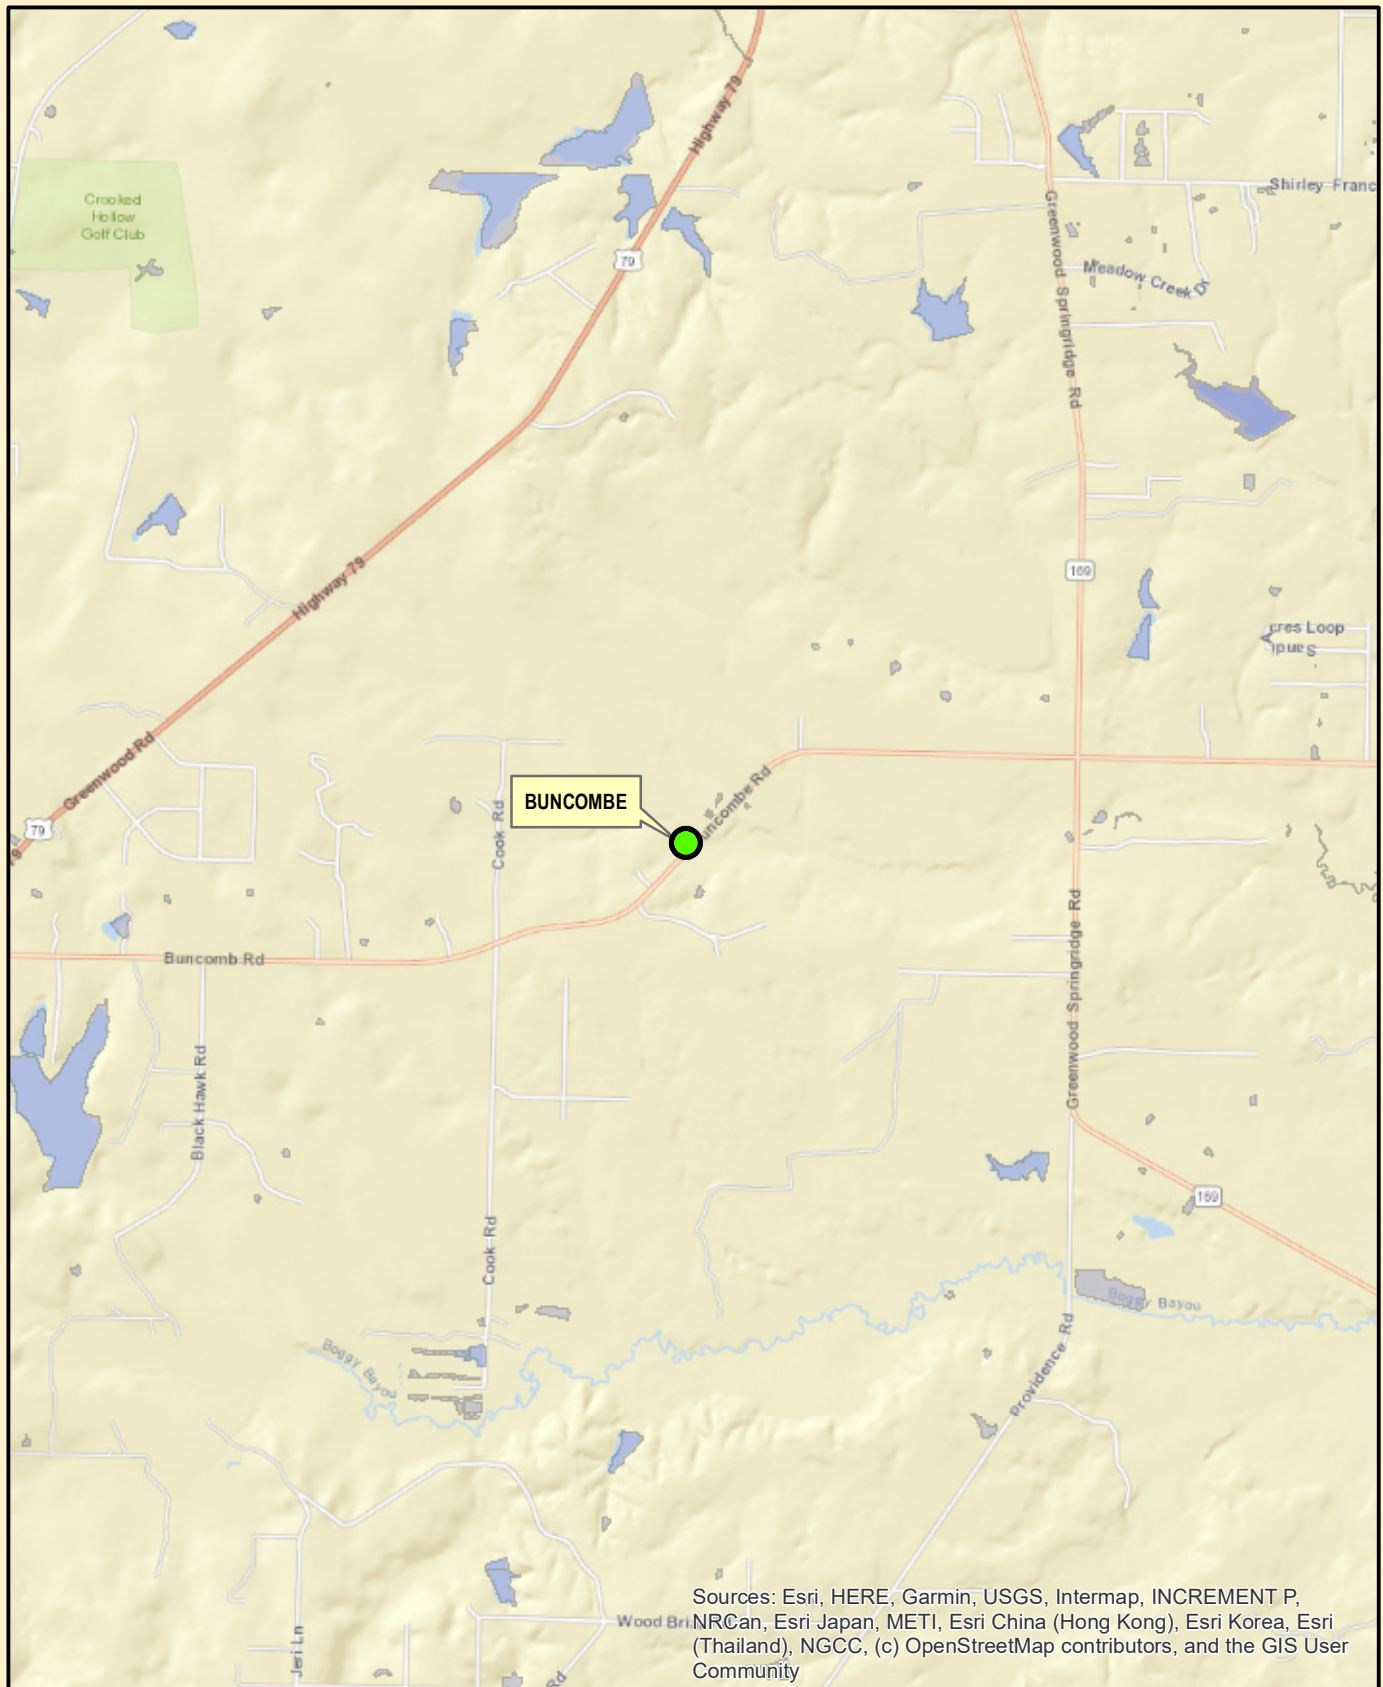 Highway 79
Crooked
Hollow
Golf Club
79
Shirley Franc
Greenwood Springridge Rd
Meadow Creek Dr
Highway 79
169
cres Loop
Greenwood Rd
79
BUNCOMBE
Buncombe Rd
Cook Rd
Buncomb Rd
Greenwood Springridge Rd
Black Hawk Rd
169
Cook Rd
Boggy Bayou
Boggy Bayou
Providence Rd
Jeri Ln
Rd
Sources: Esri, HERE, Garmin, USGS, Intermap, INCREMENT P,
NRCan, Esri Japan, METI, Esri China (Hong Kong), Esri Korea, Esri
(Thailand), NGCC, (c) OpenStreetMap contributors, and the GIS User
Community